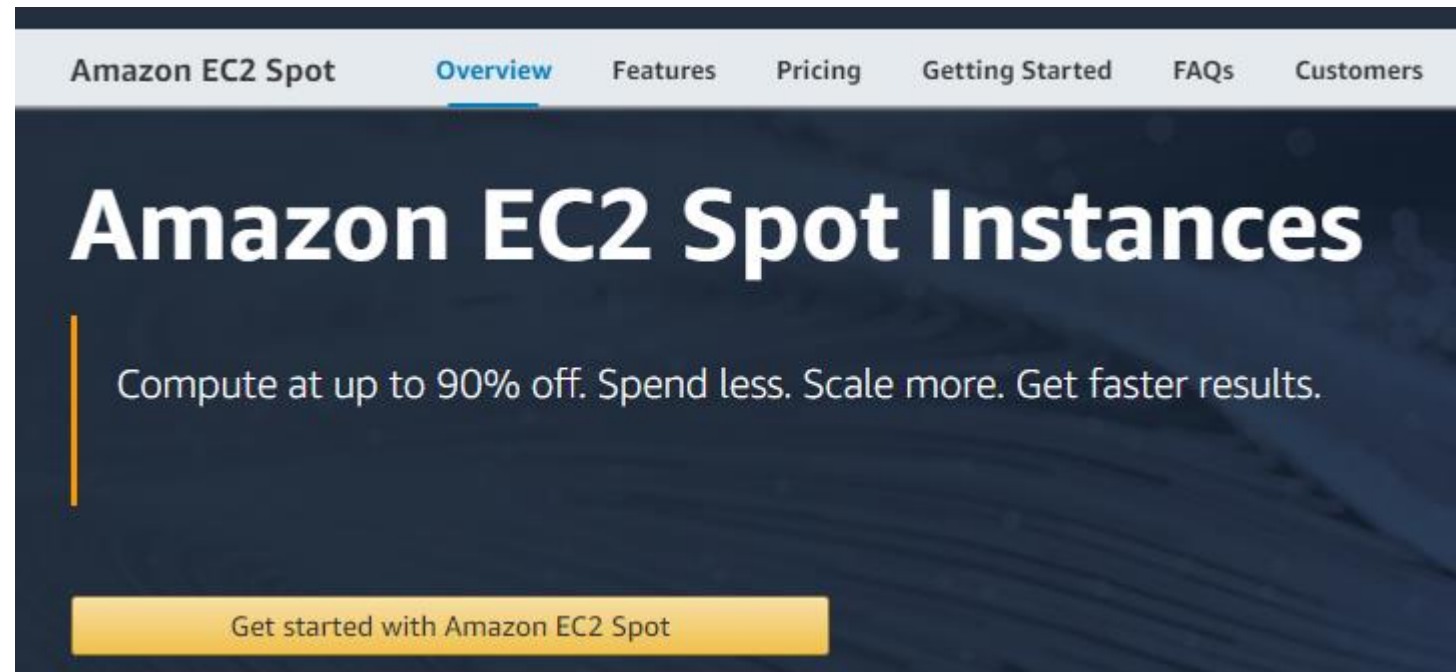 Amazon EC2 Spot Overview Features Pricing Getting Started FAQs Customers
Amazon EC2 Spot Instances
Compute at up to 90% off. Spend less. Scale more. Get faster results.
Get started with Amazon EC2 Spot